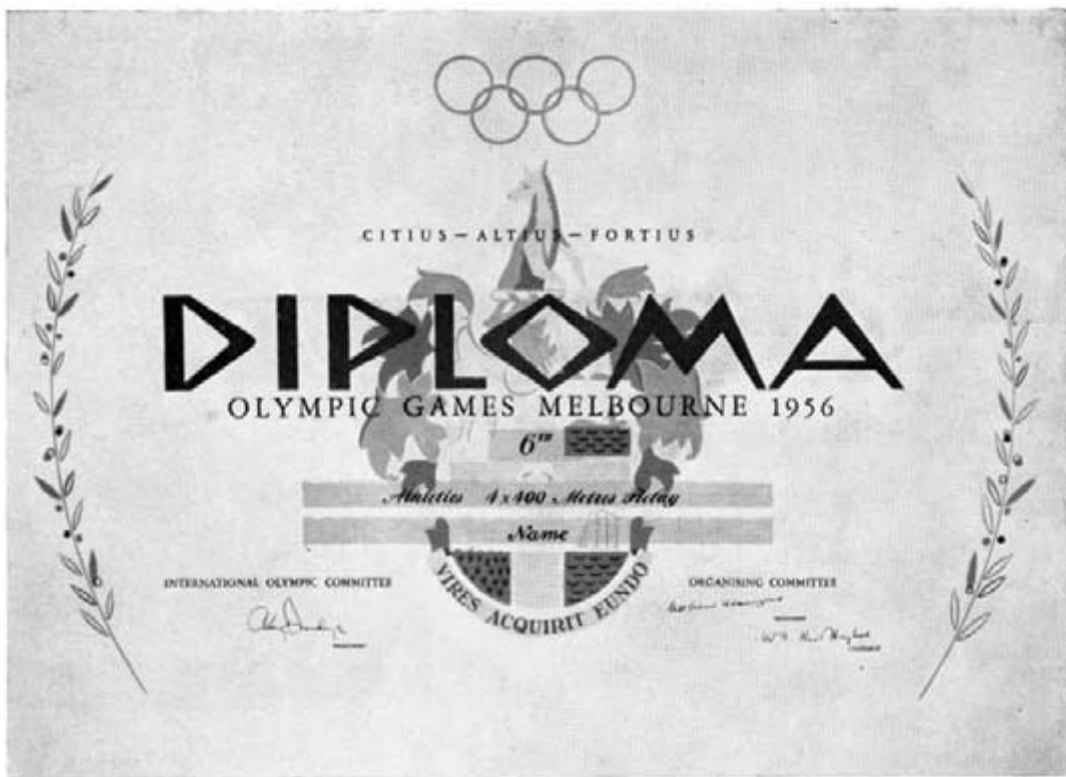 CITIUS – ALTIUS – FORTIUS
DIPLOMA
OLYMPIC GAMES MELBOURNE 1956
6TH
Athletics 4 x 400 Metres Relay
Name
VIRES ACQUIRIT EUNDO
INTERNATIONAL OLYMPIC COMMITTEE
ORGANISING COMMITTEE